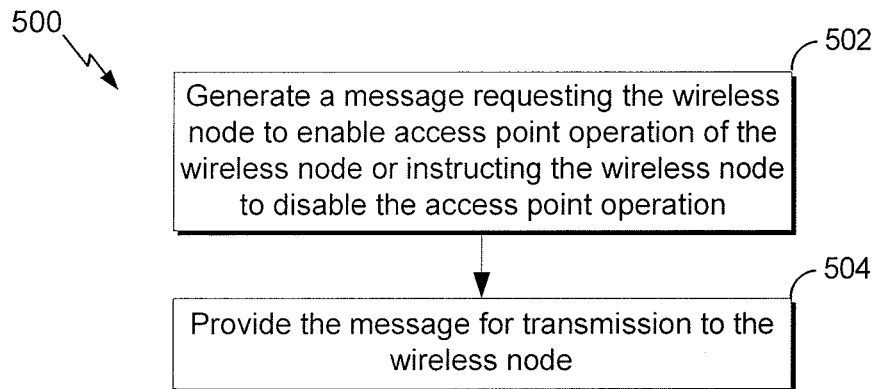 500
502
Generate a message requesting the wireless
node to enable access point operation of the
wireless node or instructing the wireless node
to disable the access point operation
504
Provide the message for transmission to the
wireless node